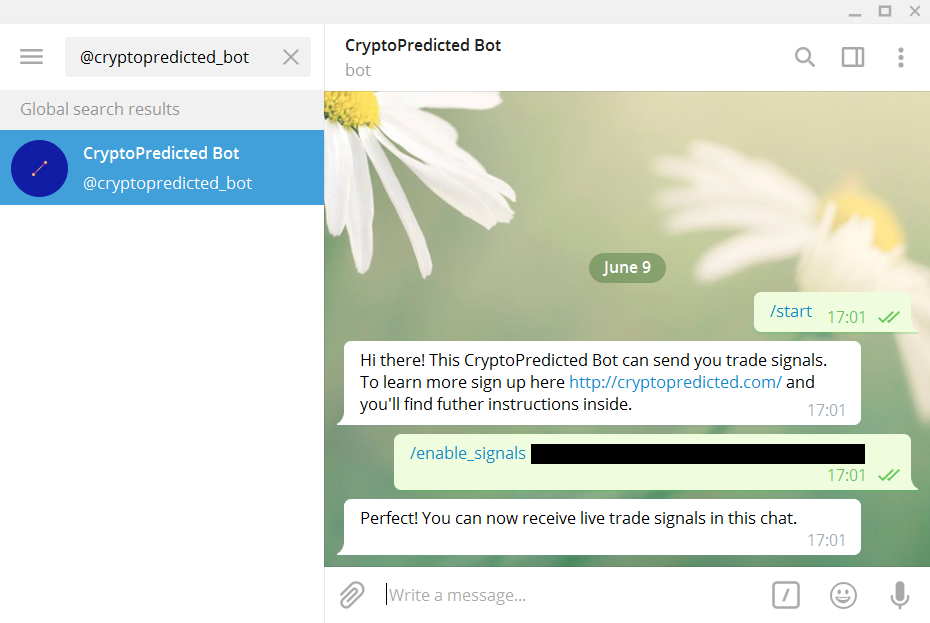 @cryptopredicted_bot
Global search results
CryptoPredicted Bot
@cryptopredicted_bot
CryptoPredicted Bot
bot
June 9
/start 17:01
Hi there! This CryptoPredicted Bot can send you trade signals.
To learn more sign up here http://cryptopredicted.com/ and
you'll find futher instructions inside.
17:01
/enable_signals
17:01
Perfect! You can now receive live trade signals in this chat.
17:01
Write a message...